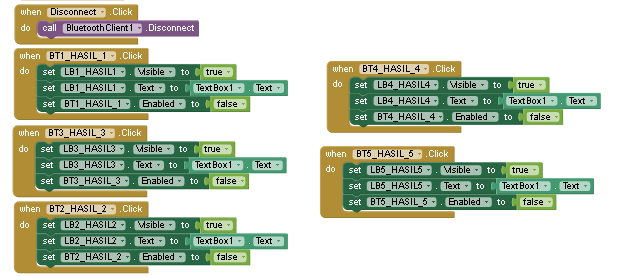 when Disconnect .Click
do call BluetoothClient1 .Disconnect
when BT1_HASIL_1 .Click
do set LB1_HASIL1 . Visible to true
set LB1_HASIL1 . Text to TextBox1 . Text
set BT1_HASIL_1 . Enabled to false
when BT3_HASIL_3 .Click
do set LB3_HASIL3 . Visible to true
set LB3_HASIL3 . Text to TextBox1 . Text
set BT3_HASIL_3 . Enabled to false
when BT2_HASIL_2 .Click
do set LB2_HASIL2 . Visible to true
set LB2_HASIL2 . Text to TextBox1 . Text
set BT2_HASIL_2 . Enabled to false
when BT4_HASIL_4 .Click
do set LB4_HASIL4 . Visible to true
set LB4_HASIL4 . Text to TextBox1 . Text
set BT4_HASIL_4 . Enabled to false
when BT5_HASIL_5 .Click
do set LB5_HASIL5 . Visible to true
set LB5_HASIL5 . Text to TextBox1 . Text
set BT5_HASIL_5 . Enabled to false